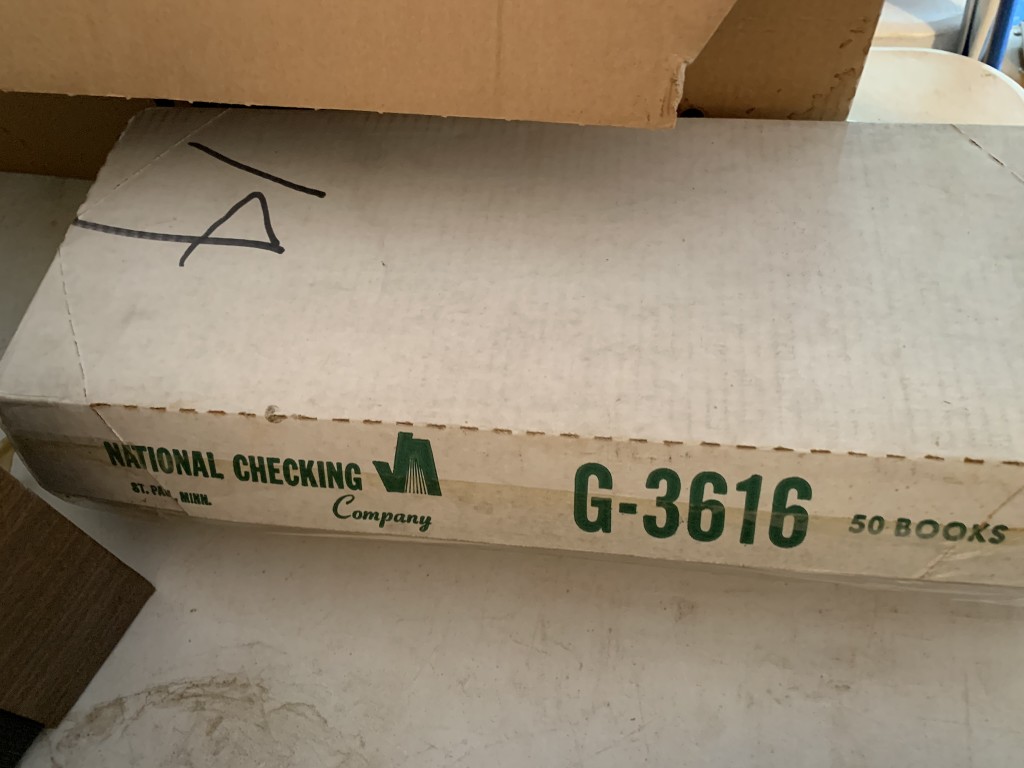 NATIONAL CHECKING
Company
ST. PAUL, MINN.
G-3616
50 BOOKS